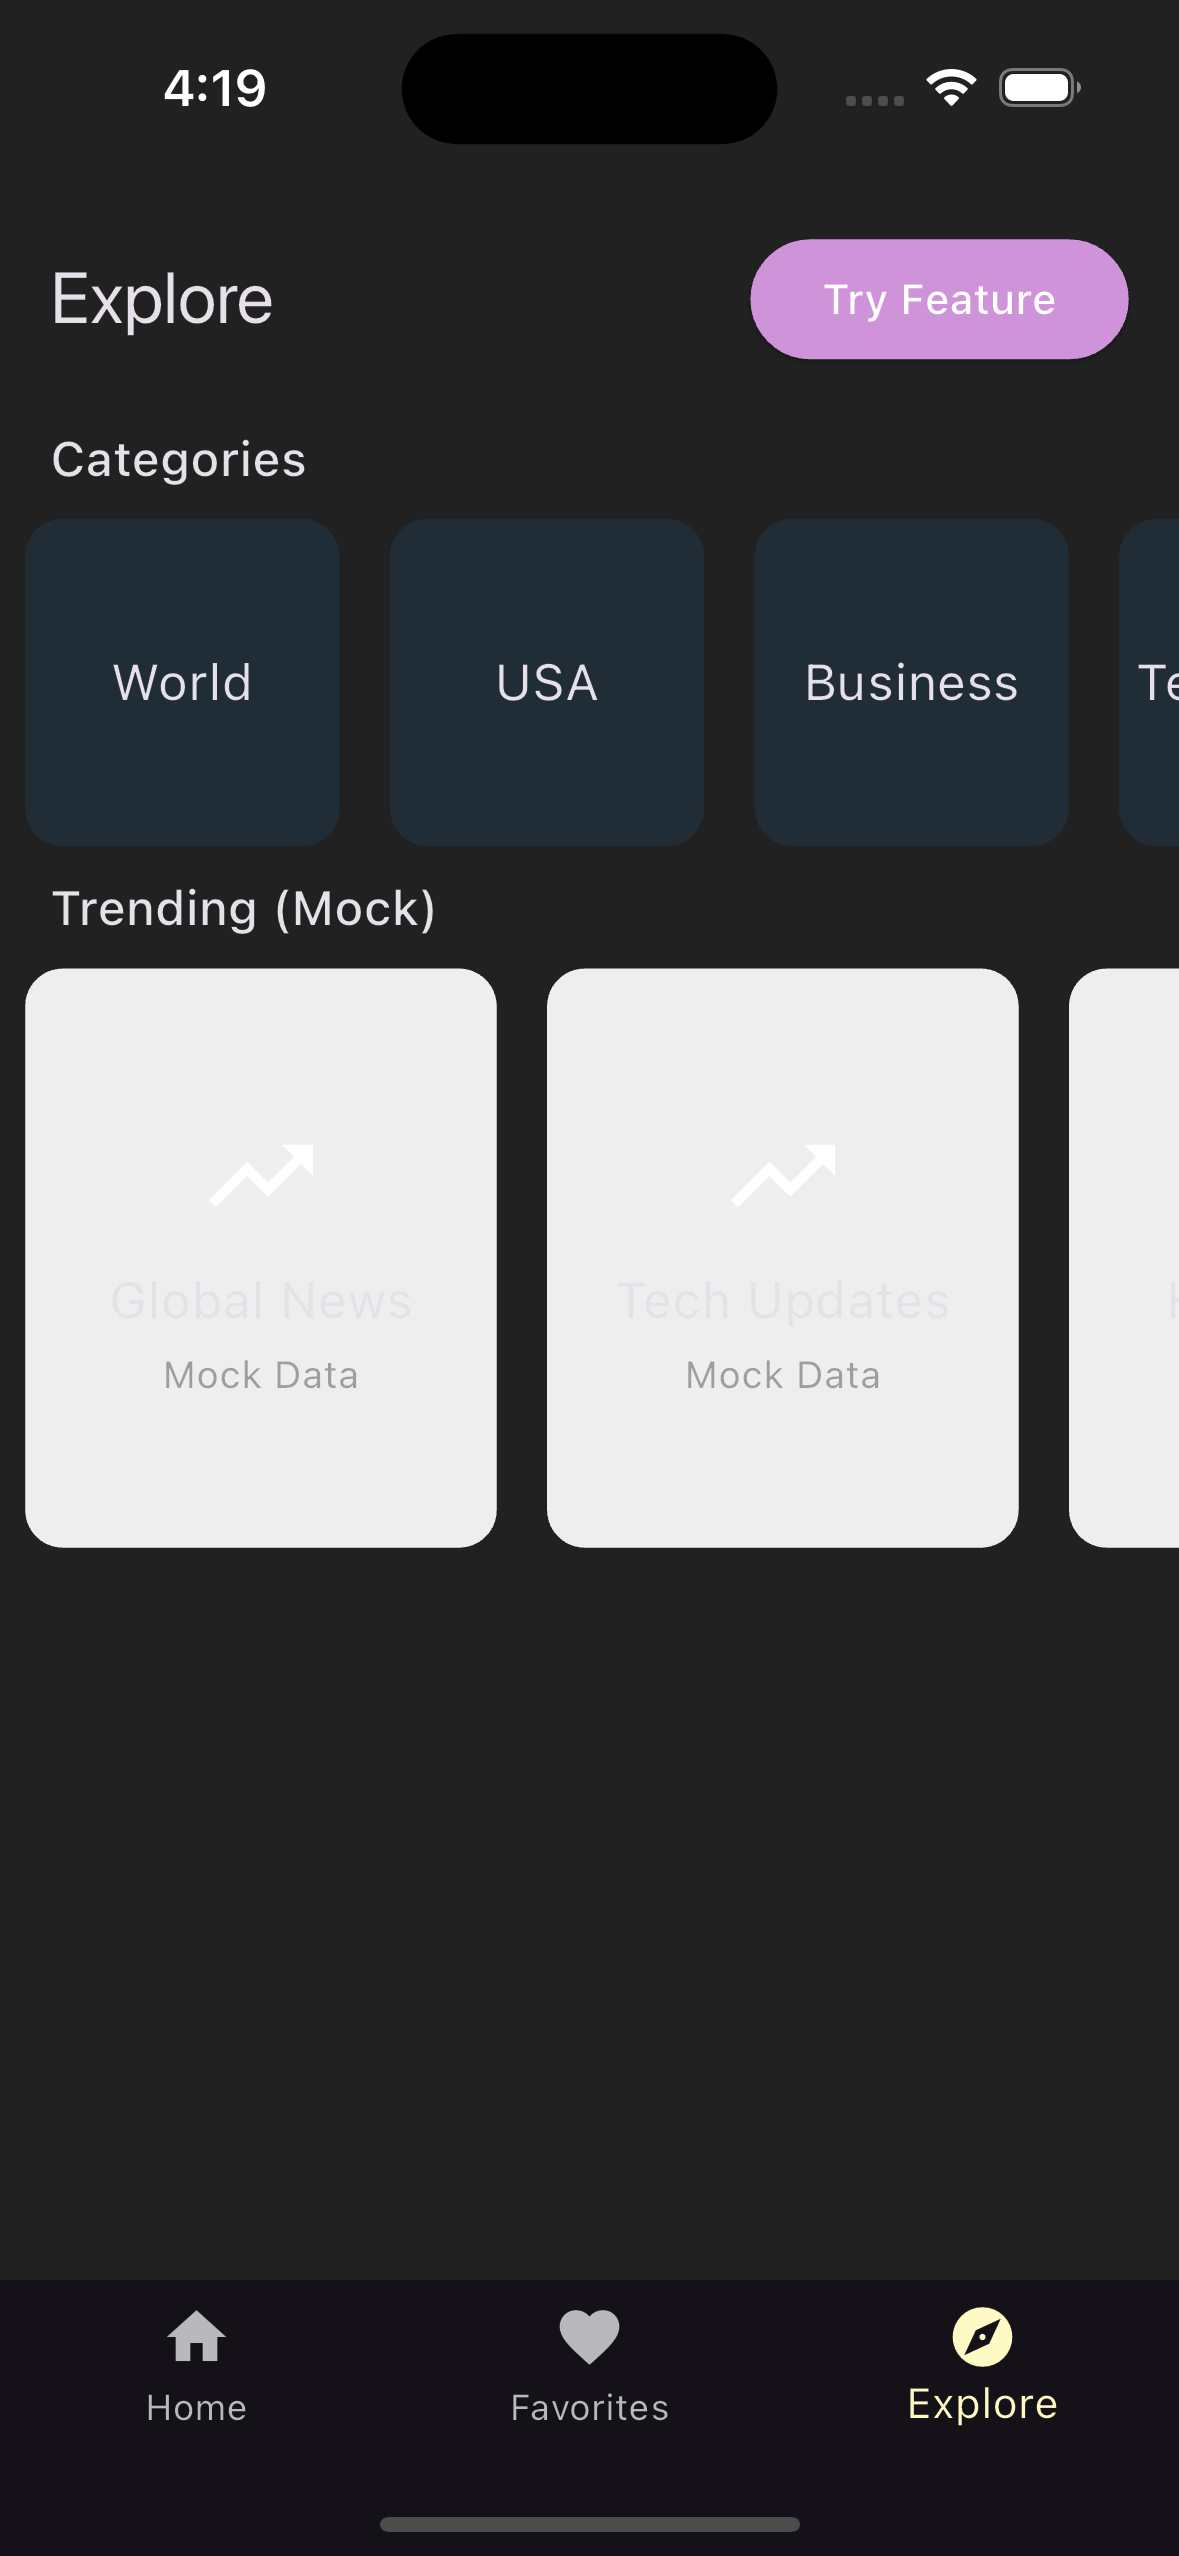 4:19
Explore
Try Feature
Categories
World
USA
Business
Trending (Mock)
Global News
Mock Data
Tech Updates
Mock Data
Home
Favorites
Explore